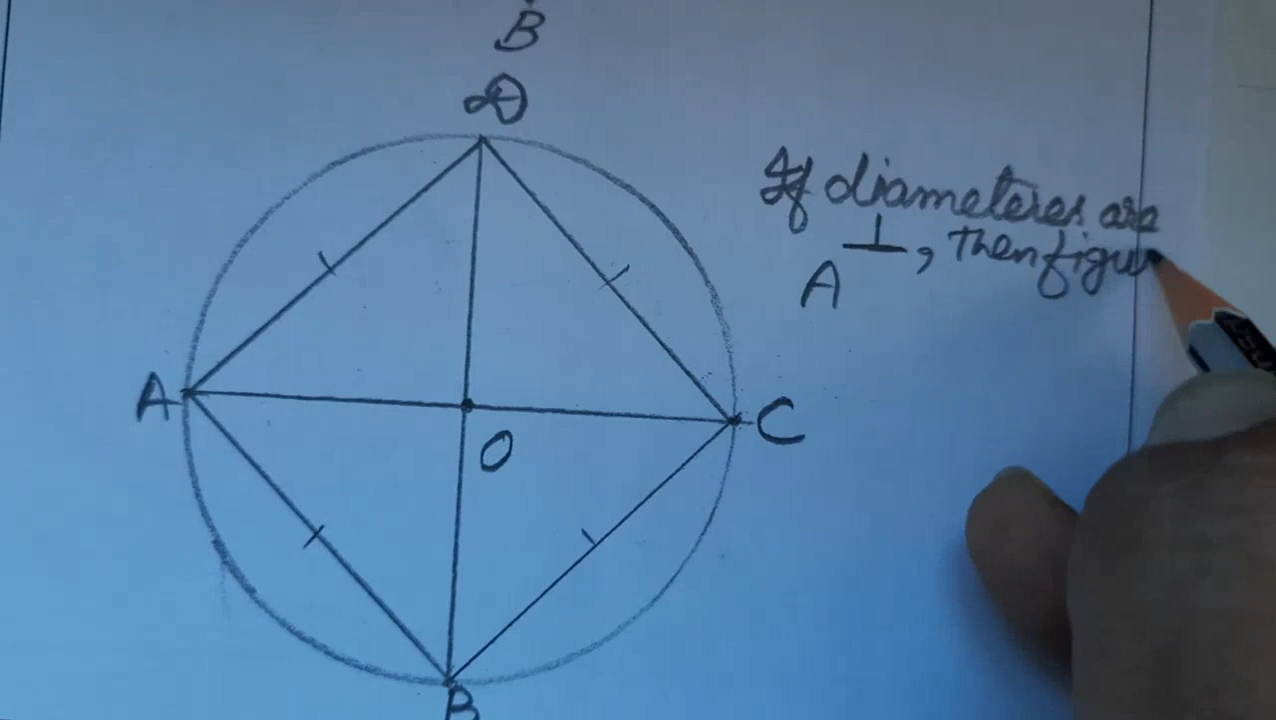 B
D
If diameteres are
⊥, Then figu
A
A
C
O
B